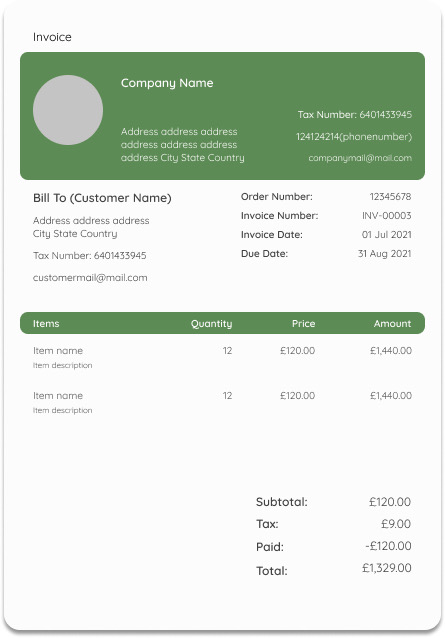 Invoice
Company Name
Address address address
address address address
address City State Country
Tax Number: 6401433945
124124214(phonenumber)
companymail@mail.com
Bill To (Customer Name)
Address address address
City State Country
Tax Number: 6401433945
customermail@mail.com
Order Number: 12345678
Invoice Number: INV-00003
Invoice Date: 01 Jul 2021
Due Date: 31 Aug 2021
Items Quantity Price Amount
Item name 12 £120.00 £1,440.00
Item description
Item name 12 £120.00 £1,440.00
Item description
Subtotal: £120.00
Tax: £9.00
Paid: -£120.00
Total: £1,329.00